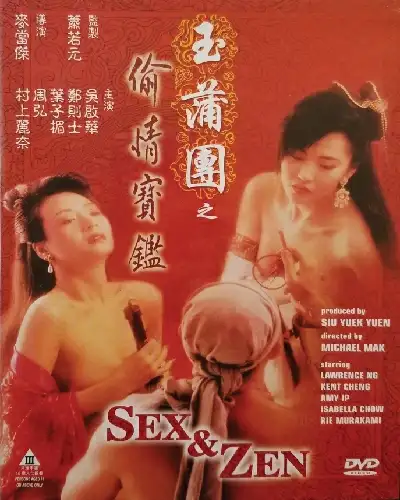 玉蒲團之
偷情寶鑑
監製
蕭若元
導演
麥當傑
主演
吳啟華
鄭則士
葉子楣
周弘
村上麗奈
produced by
SIU YUEK YUEN
directed by
MICHAEL MAK
starring
LAWRENCE NG
KENT CHENG
AMY IP
ISABELLA CHOW
RIE MURAKAMI
SEX & ZEN
III
DVD
VIDEO